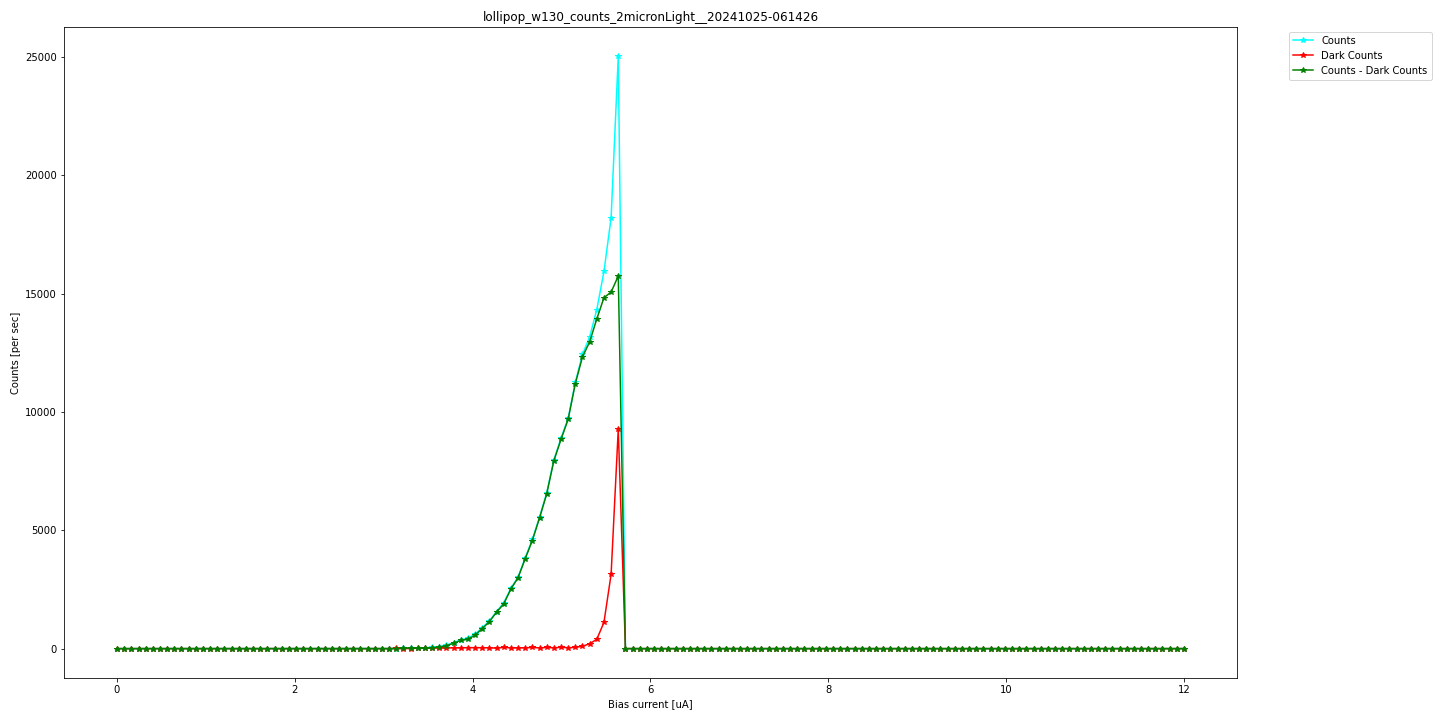 lollipop_w130_counts_2micronLight__20241025-061426
Counts
Dark Counts
Counts - Dark Counts
Counts [per sec]
25000
20000
15000
10000
5000
0
0 2 4 6 8 10 12
Bias current [uA]